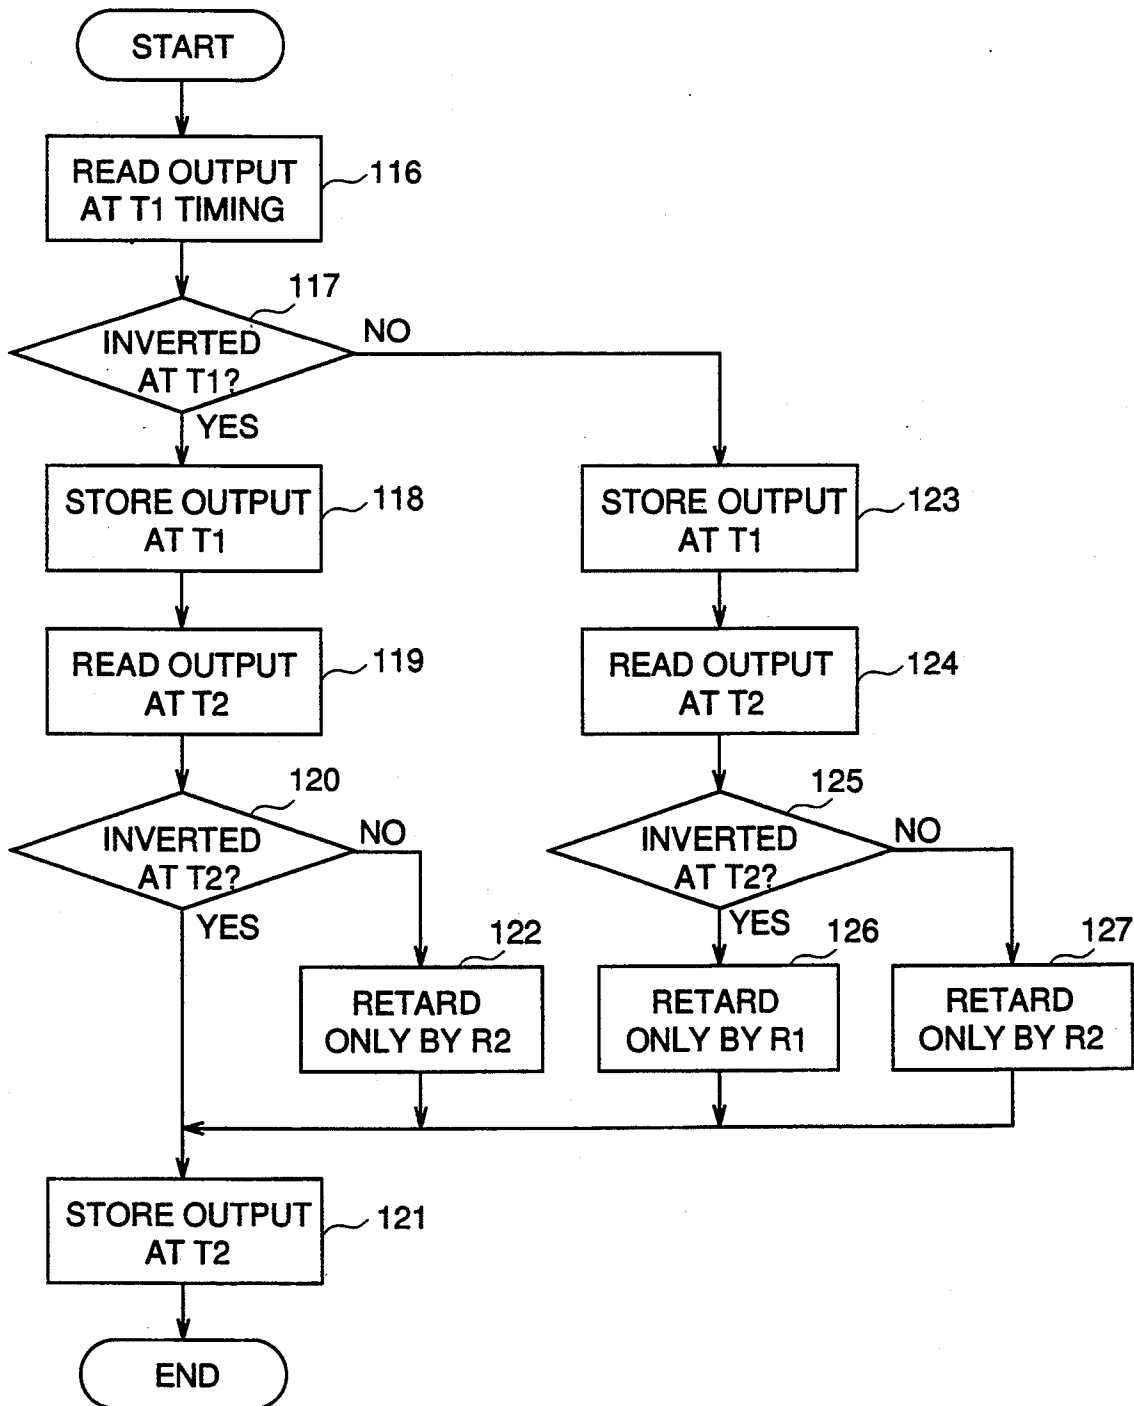 START
READ OUTPUT
AT T1 TIMING
116
117
INVERTED
AT T1?
NO
YES
STORE OUTPUT
AT T1
118
STORE OUTPUT
AT T1
123
READ OUTPUT
AT T2
119
READ OUTPUT
AT T2
124
120
INVERTED
AT T2?
NO
YES
125
INVERTED
AT T2?
NO
YES
122
RETARD
ONLY BY R2
126
RETARD
ONLY BY R1
127
RETARD
ONLY BY R2
STORE OUTPUT
AT T2
121
END